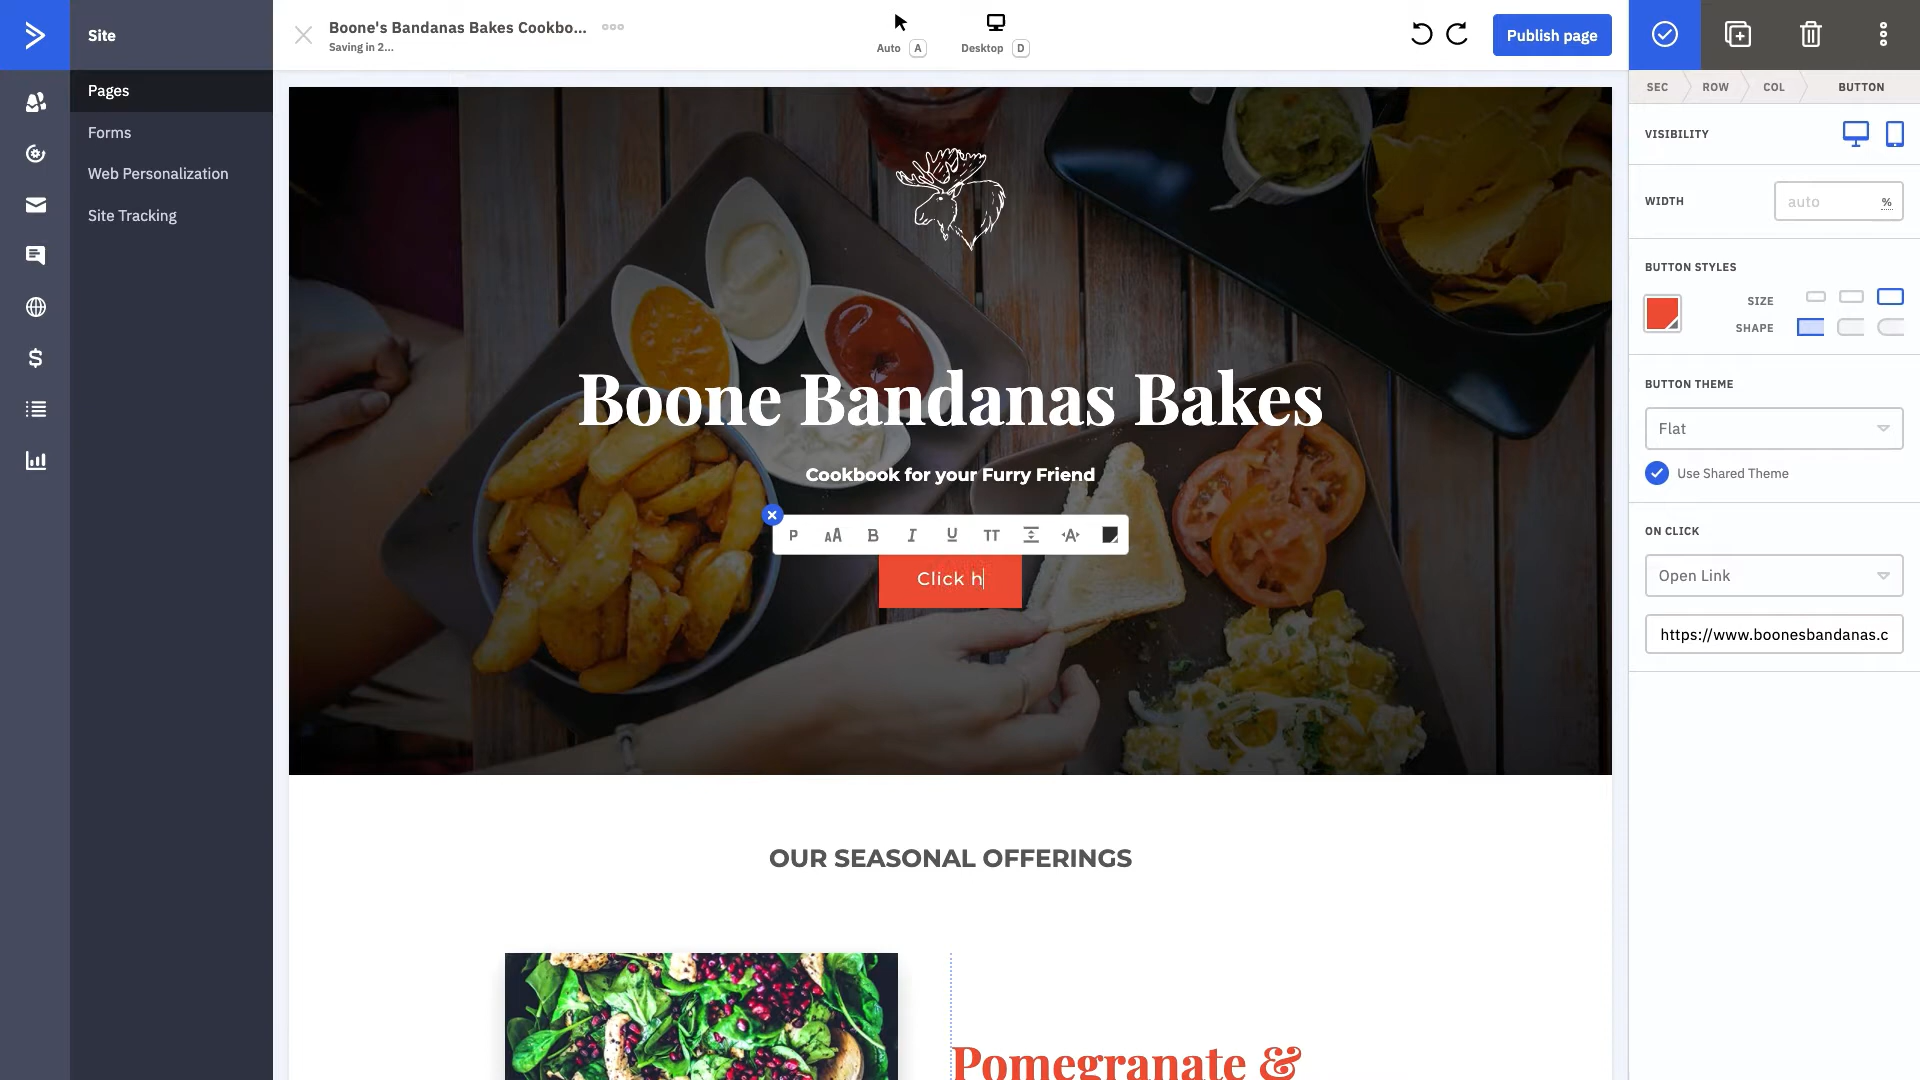 Site
Pages
Forms
Web Personalization
Site Tracking
Boone's Bandanas Bakes Cookbo...
Saving in 2...
Auto A
Desktop D
Publish page
Boone Bandanas Bakes
Cookbook for your Furry Friend
P AA B I U TT A
Click h
OUR SEASONAL OFFERINGS
Pomegranate &
SEC ROW COL BUTTON
VISIBILITY
WIDTH auto %
BUTTON STYLES
SIZE
SHAPE
BUTTON THEME
Flat
Use Shared Theme
ON CLICK
Open Link
https://www.boonesbandanas.c